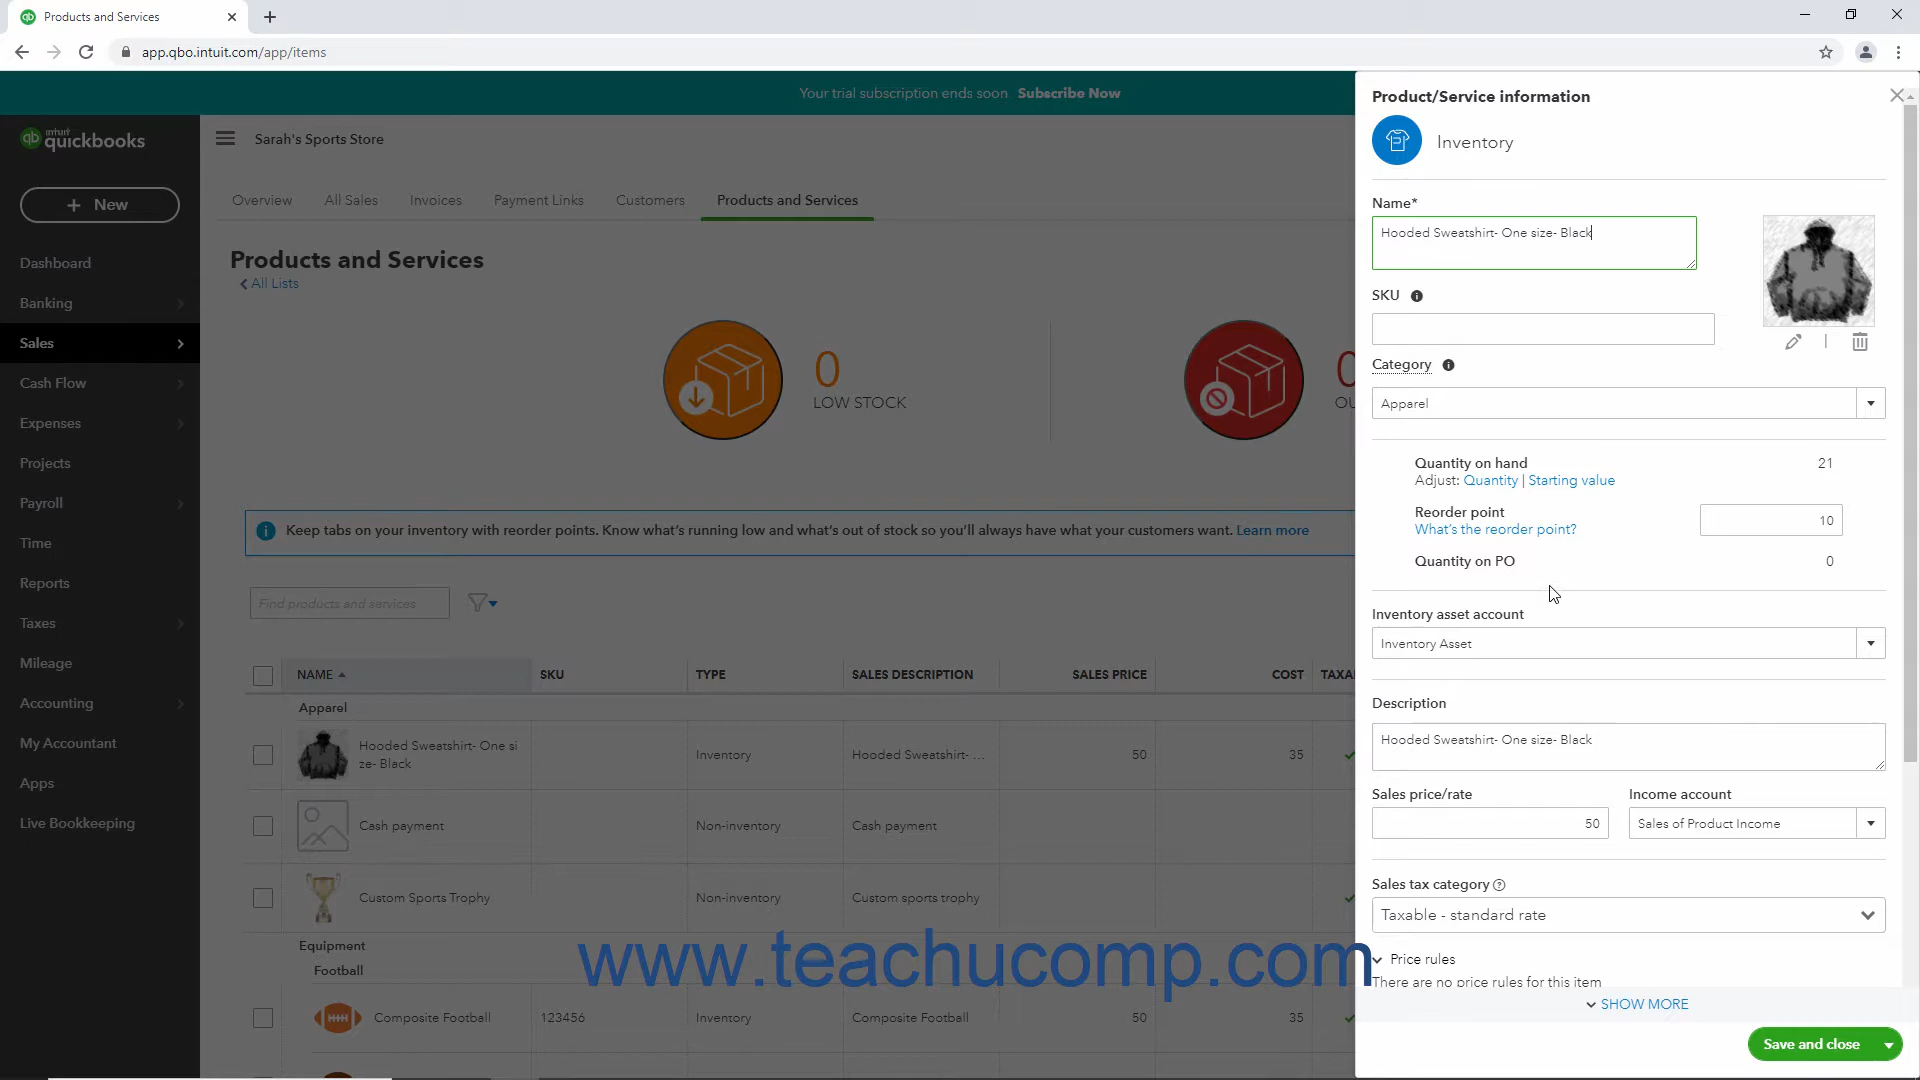 Products and Services
app.qbo.intuit.com/app/items
Your trial subscription ends soon Subscribe Now
qb intuit quickbooks
Sarah's Sports Store
+ New
Overview All Sales Invoices Payment Links Customers Products and Services
Dashboard
Banking
Sales
Cash Flow
Expenses
Projects
Payroll
Time
Reports
Taxes
Mileage
Accounting
My Accountant
Apps
Live Bookkeeping
Products and Services
All Lists
0
LOW STOCK
0
OU
Keep tabs on your inventory with reorder points. Know what's running low and what's out of stock so you'll always have what your customers want. Learn more
Find products and services
NAME SKU TYPE SALES DESCRIPTION SALES PRICE COST TAXA
Apparel
Hooded Sweatshirt- One si
ze- Black
Inventory Hooded Sweatshirt- ... 50 35
Cash payment Non-inventory Cash payment
Custom Sports Trophy Non-inventory Custom sports trophy
Equipment
Football
Composite Football 123456 Inventory Composite Football 50 35
www.teachucomp.com
Product/Service information
Inventory
Name*
Hooded Sweatshirt- One size- Black
SKU
Category
Apparel
Quantity on hand 21
Adjust: Quantity | Starting value
Reorder point
What's the reorder point?
10
Quantity on PO 0
Inventory asset account
Inventory Asset
Description
Hooded Sweatshirt- One size- Black
Sales price/rate Income account
50 Sales of Product Income
Sales tax category
Taxable - standard rate
Price rules
There are no price rules for this item
SHOW MORE
Save and close